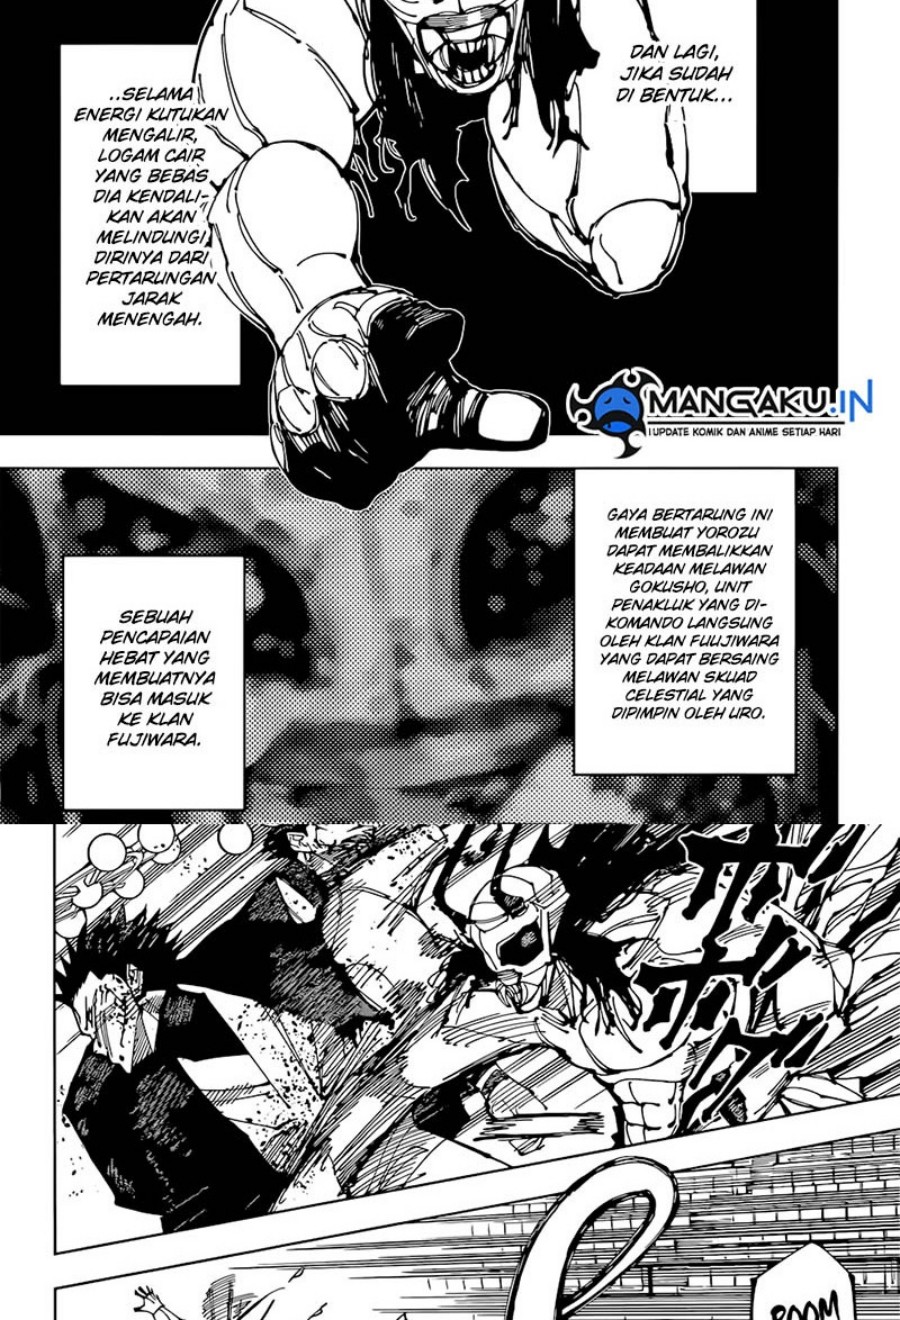 DAN LAGI,
JIKA SUDAH
DI BENTUK...
..SELAMA
ENERGI KUTUKAN
MENGALIR,
LOGAM CAIR
YANG BEBAS
DIA KENDALI-
KAN AKAN
MELINDUNGI
DIRINYA DARI
PERTARUNGAN
JARAK
MENENGAH.
MANGAKU.IN
UPDATE KOMIK DAN ANIME SETIAP HARI
GAYA BERTARUNG INI
MEMBUAT YOROZU
DAPAT MEMBALIKKAN
KEADAAN MELAWAN
GOKUSHO, UNIT
PENAKLUK YANG DI-
KOMANDO LANGSUNG
OLEH KLAN FUUJIWARA
YANG DAPAT BERSAING
MELAWAN SKUAD
CELESTIAL YANG
DIPIMPIN OLEH URO.
SEBUAH
PENCAPAIAN
HEBAT YANG
MEMBUATNYA
BISA MASUK
KE KLAN
FUJIWARA.
BOOM